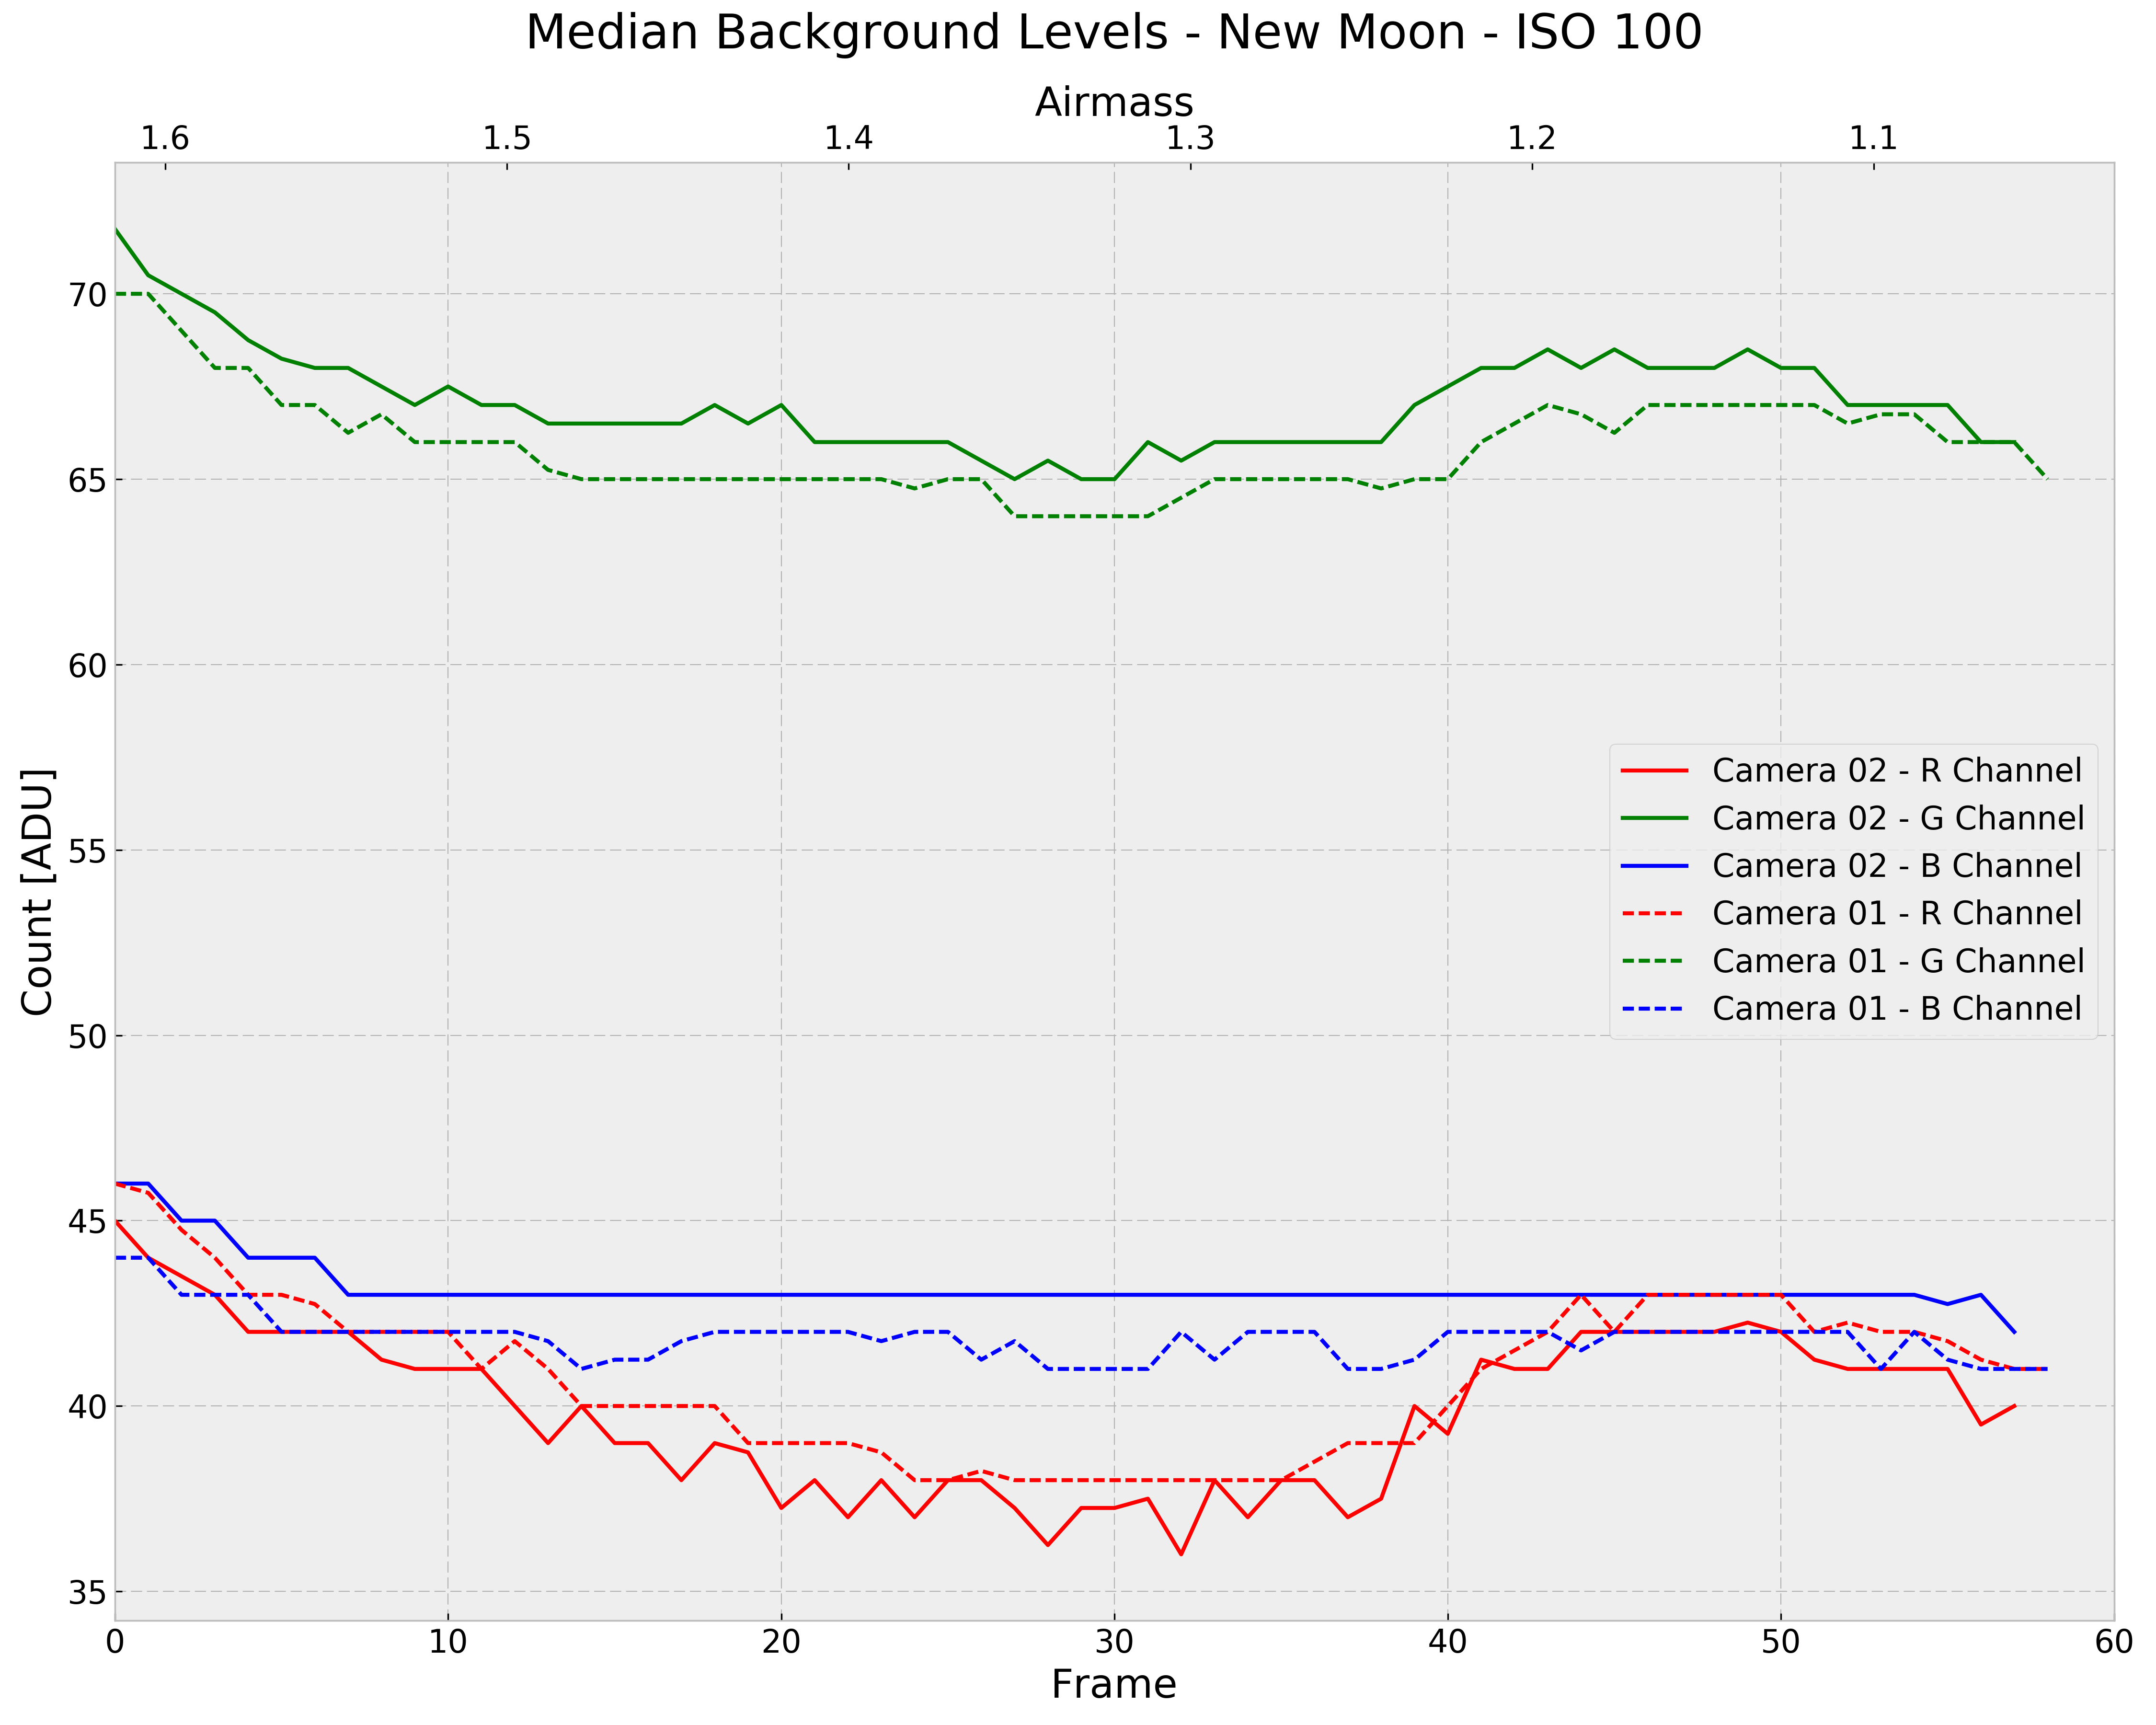 Median Background Levels - New Moon - ISO 100
Airmass
1.6 1.5 1.4 1.3 1.2 1.1
70
65
60
55
50
45
40
35
Count [ADU]
Camera 02 - R Channel
Camera 02 - G Channel
Camera 02 - B Channel
Camera 01 - R Channel
Camera 01 - G Channel
Camera 01 - B Channel
0 10 20 30 40 50 60
Frame